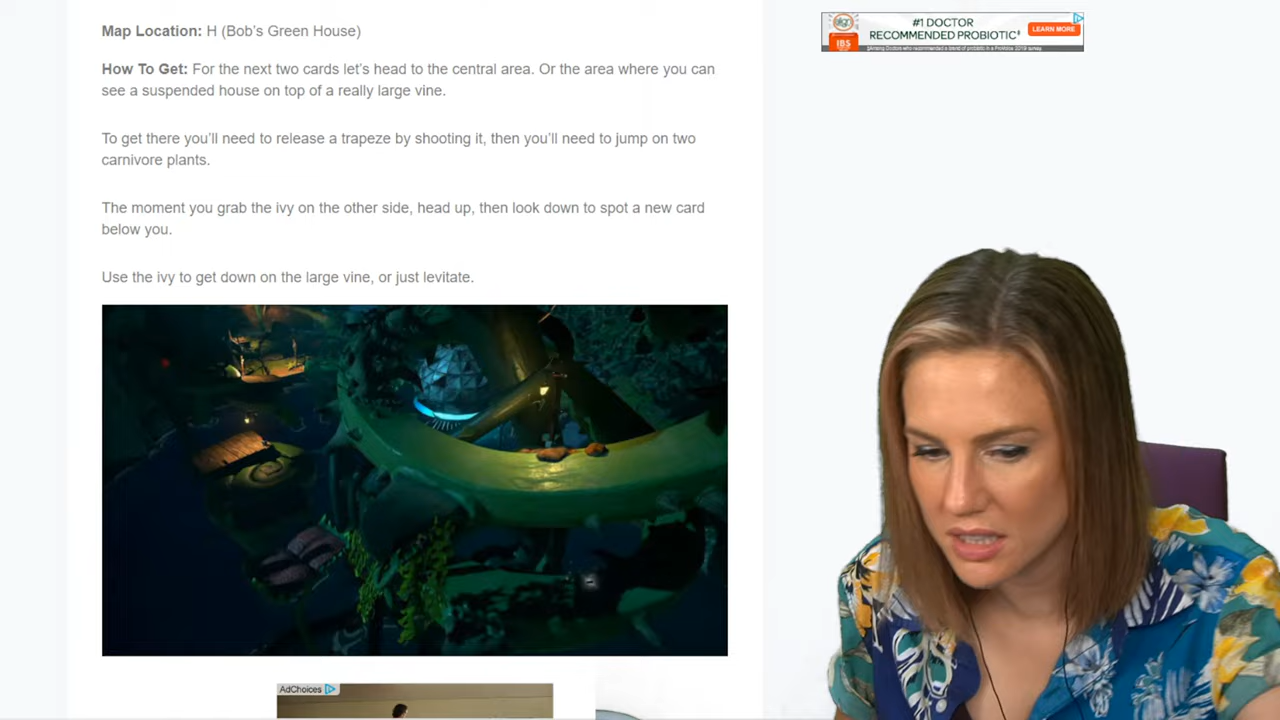 Map Location: H (Bob's Green House)
#1 DOCTOR
RECOMMENDED PROBIOTIC‡
LEARN MORE
IBS
How To Get: For the next two cards let's head to the central area. Or the area where you can
see a suspended house on top of a really large vine.
To get there you'll need to release a trapeze by shooting it, then you'll need to jump on two
carnivore plants.
The moment you grab the ivy on the other side, head up, then look down to spot a new card
below you.
Use the ivy to get down on the large vine, or just levitate.
AdChoices